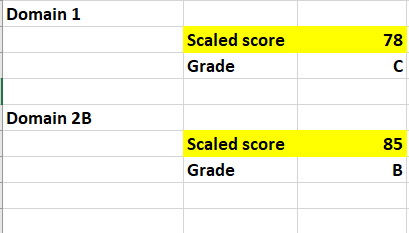 Domain 1
Scaled score 78
Grade C
Domain 2B
Scaled score 85
Grade B